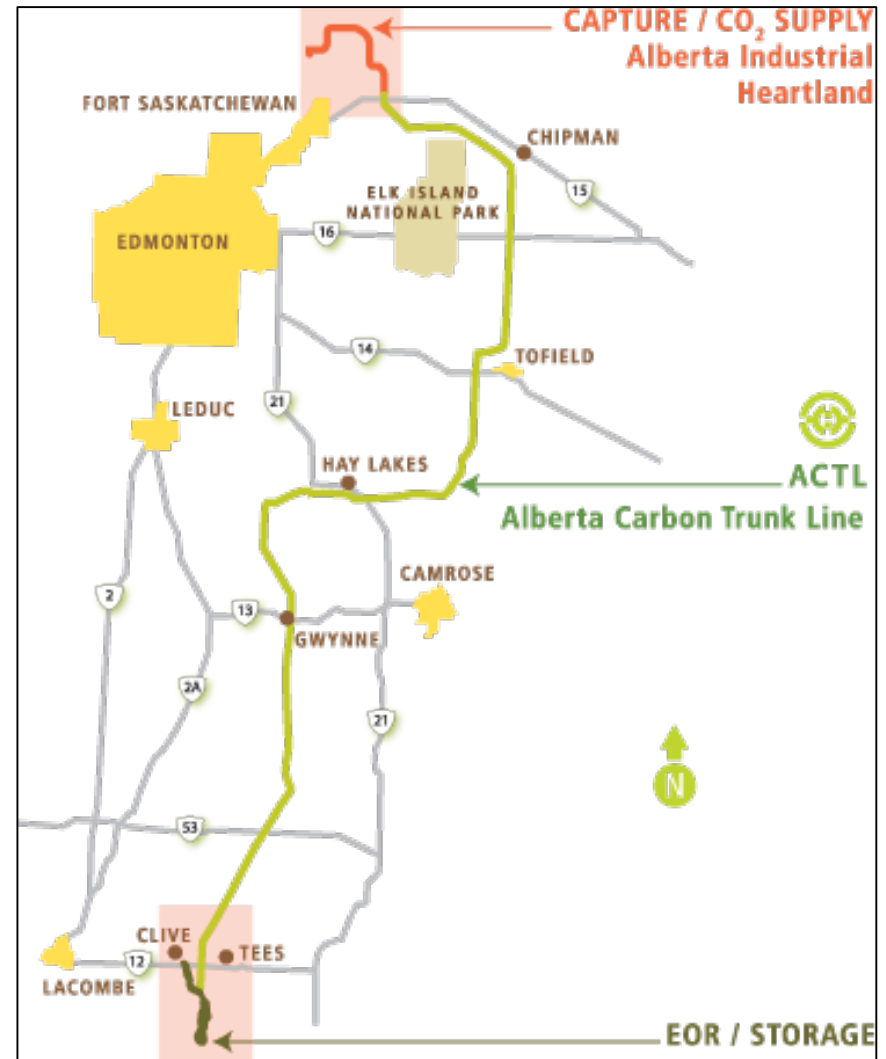 CAPTURE / CO₂ SUPPLY
Alberta Industrial
Heartland
FORT SASKATCHEWAN
CHIPMAN
15
ELK ISLAND
NATIONAL PARK
16
EDMONTON
14
TOFIELD
LEDUC
21
HAY LAKES
ACTL
Alberta Carbon Trunk Line
CAMROSE
2
13
GWYNNE
2A
21
N
53
CLIVE
TEES
12
LACOMBE
EOR / STORAGE